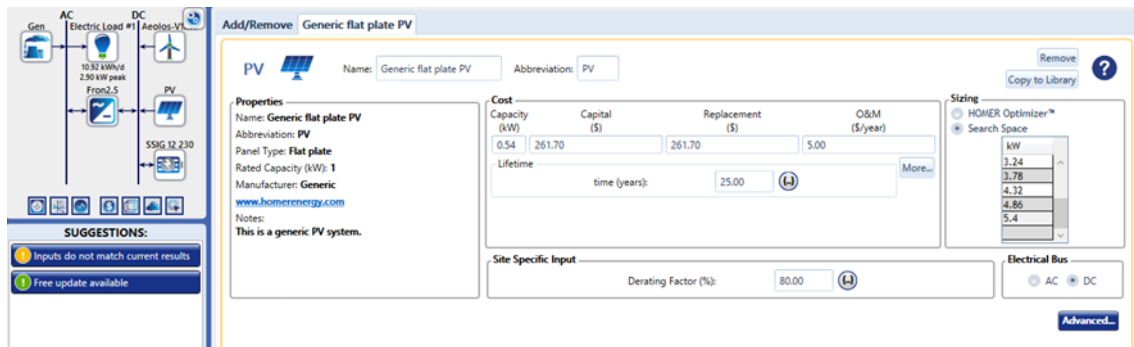 AC DC
Gen Electric Load #1 Aeolos-V
10.92 kWh/d
2.90 kW peak
Fron2.5 PV
SSIG 12 230
SUGGESTIONS:
Inputs do not match current results
Free update available
Add/Remove Generic flat plate PV
PV Name: Generic flat plate PV Abbreviation: PV
Remove
Copy to Library
Properties
Name: Generic flat plate PV
Abbreviation: PV
Panel Type: Flat plate
Rated Capacity (kW): 1
Manufacturer: Generic
www.homerenergy.com
Notes:
This is a generic PV system.
Cost
Capacity Capital Replacement O&M
(kW) ($) ($) ($/year)
0.54 261.70 261.70 5.00
Lifetime
time (years): 25.00 (..)
More...
Site Specific Input
Derating Factor (%): 80.00 (..)
Sizing
HOMER Optimizer™
Search Space
kW
3.24
3.78
4.32
4.86
5.4
Electrical Bus
AC DC
Advanced...